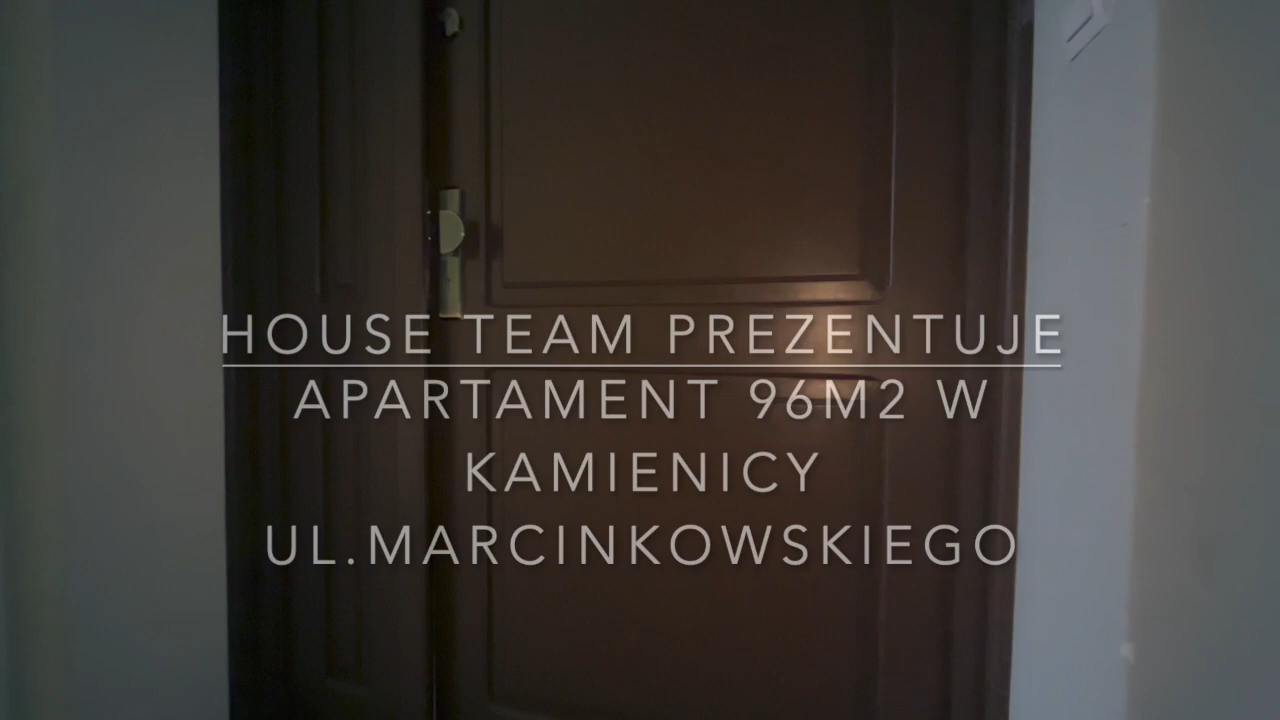 HOUSE TEAM PREZENTUJE
APARTAMENT 96M2 W
KAMIENICY
UL.MARCINKOWSKIEGO